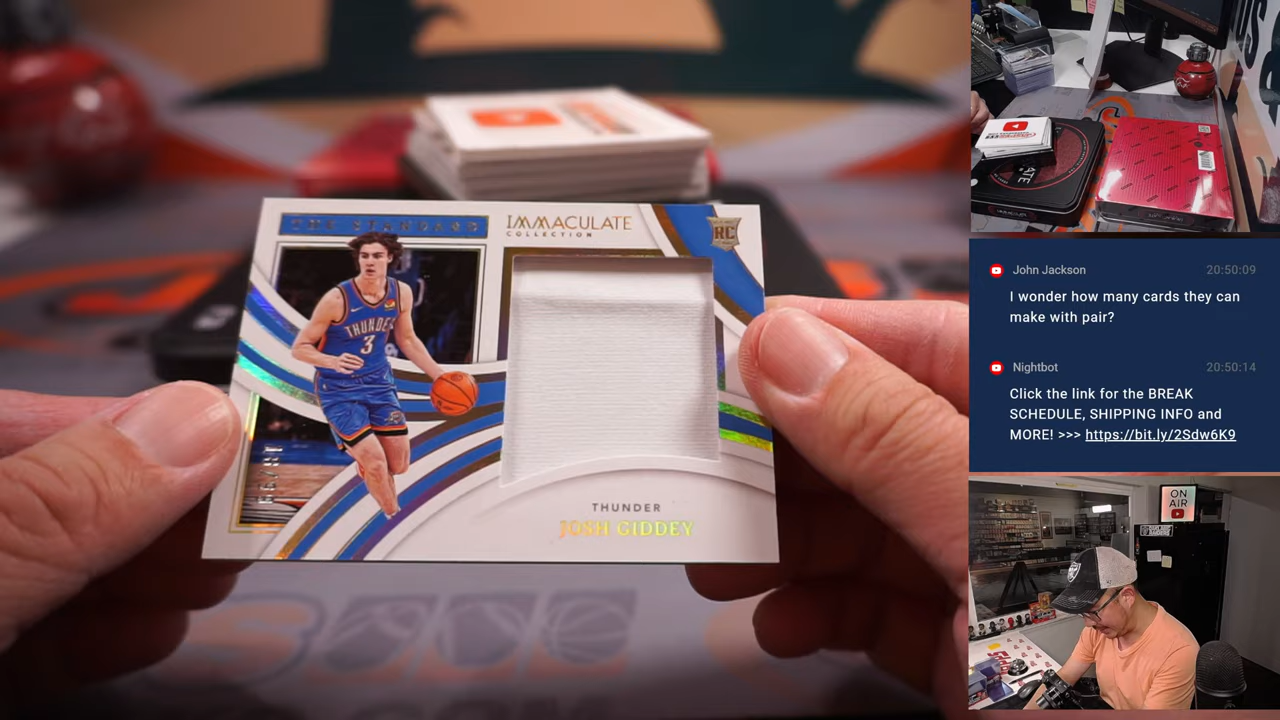 THE STANDARD
IMMACULATE
COLLECTION
RC
THUNDER
3
THUNDER
JOSH GIDDEY
John Jackson
20:50:09
I wonder how many cards they can
make with pair?
Nightbot
20:50:14
Click the link for the BREAK
SCHEDULE, SHIPPING INFO and
MORE! >>> https://bit.ly/2Sdw6K9
ON
AIR